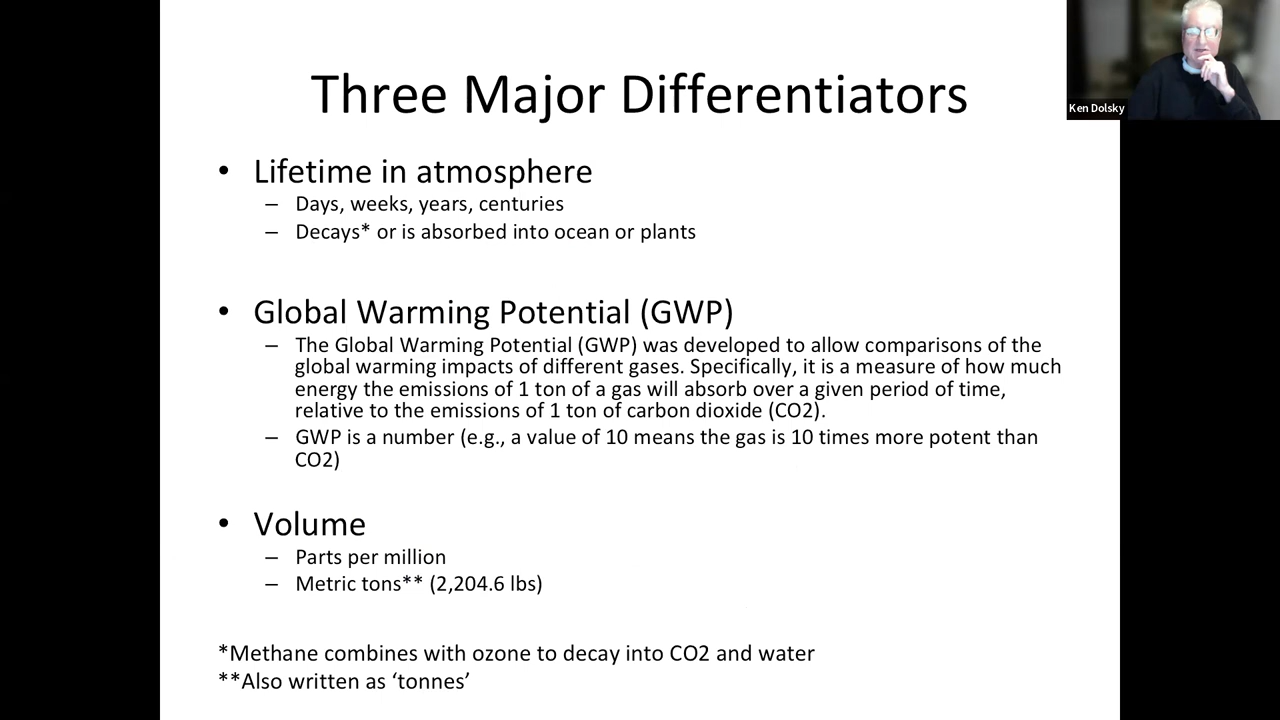 Three Major Differentiators
Ken Dolsky
• Lifetime in atmosphere
– Days, weeks, years, centuries
– Decays* or is absorbed into ocean or plants
• Global Warming Potential (GWP)
– The Global Warming Potential (GWP) was developed to allow comparisons of the
global warming impacts of different gases. Specifically, it is a measure of how much
energy the emissions of 1 ton of a gas will absorb over a given period of time,
relative to the emissions of 1 ton of carbon dioxide (CO2).
– GWP is a number (e.g., a value of 10 means the gas is 10 times more potent than
CO2)
• Volume
– Parts per million
– Metric tons** (2,204.6 lbs)
*Methane combines with ozone to decay into CO2 and water
**Also written as ‘tonnes’